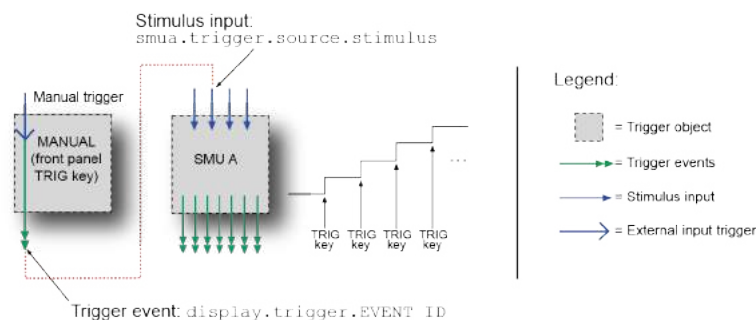 Stimulus input:
smua.trigger.source.stimulus
Manual trigger
MANUAL
(front panel
TRIG key)
SMU A
TRIG
key
TRIG
key
TRIG
key
TRIG
key
...
Trigger event: display.trigger.EVENT_ID
Legend:
= Trigger object
= Trigger events
= Stimulus input
= External input trigger